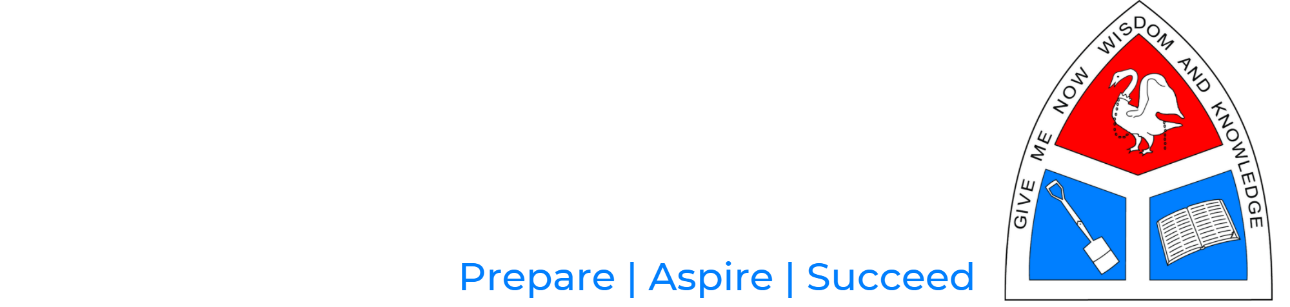 Prepare | Aspire | Succeed
GIVE ME NOW WISDOM AND KNOWLEDGE